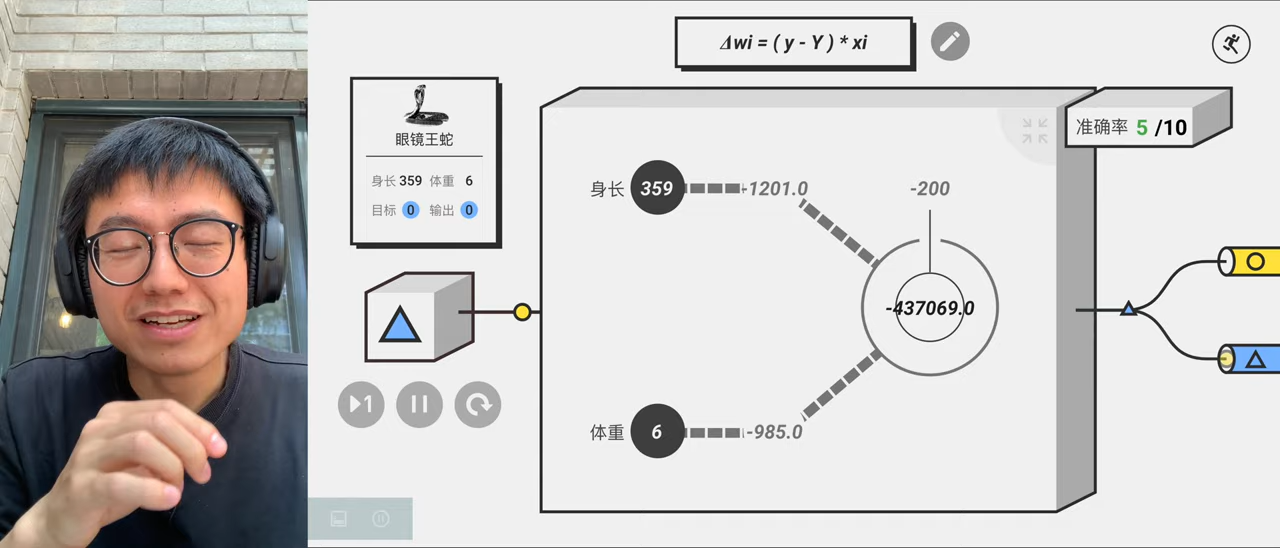 Δwi = ( y - Y ) * xi
眼镜王蛇
身长 359 体重 6
目标 0 输出 0
准确率 5 /10
身长 359 -1201.0
-200
-437069.0
体重 6 -985.0
1